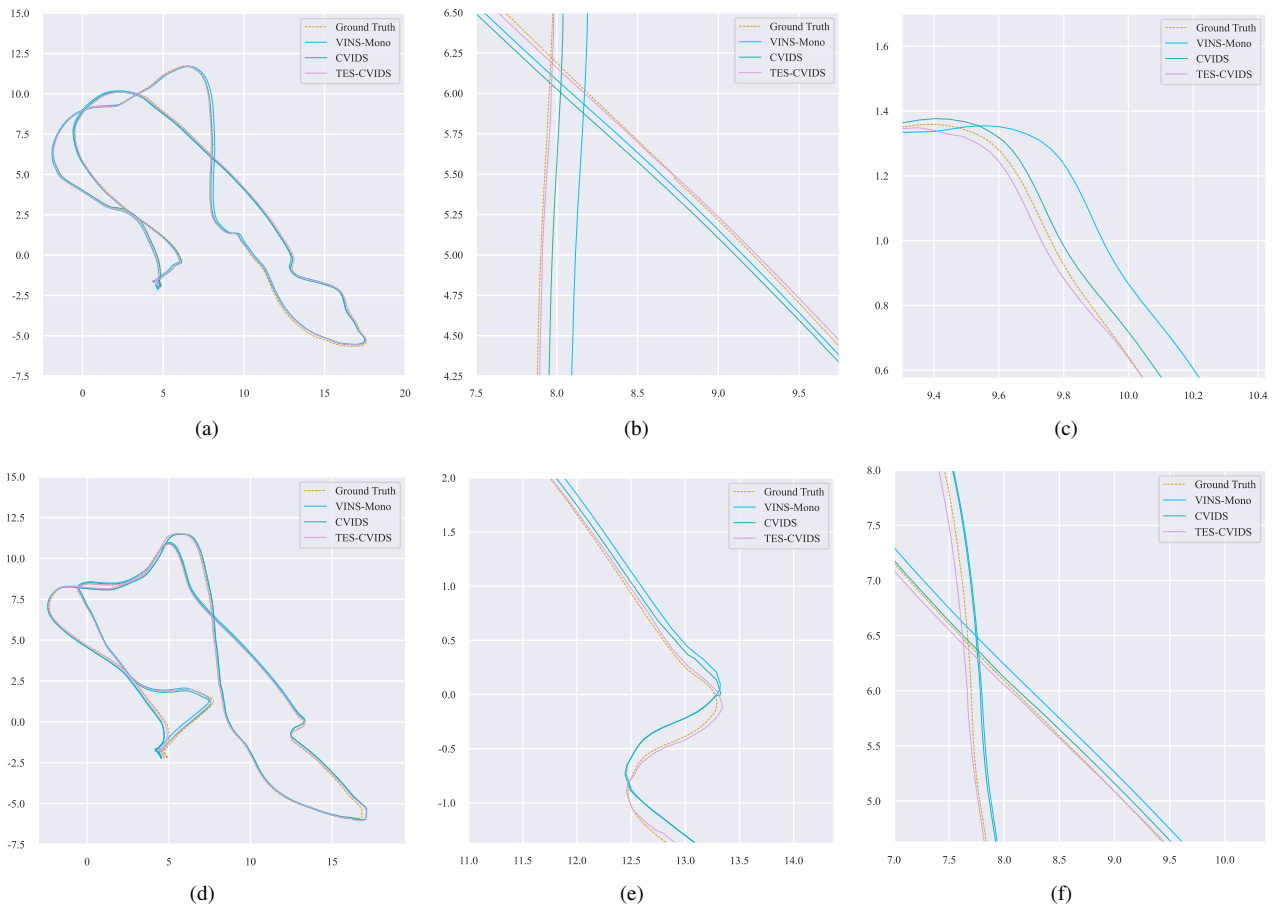 15.0
12.5
10.0
7.5
5.0
2.5
0.0
-2.5
-5.0
-7.5
0 5 10 15 20
Ground Truth
VINS-Mono
CVIDS
TES-CVIDS
(a)
6.50
6.25
6.00
5.75
5.50
5.25
5.00
4.75
4.50
4.25
7.5 8.0 8.5 9.0 9.5
Ground Truth
VINS-Mono
CVIDS
TES-CVIDS
(b)
1.6
1.4
1.2
1.0
0.8
0.6
9.4 9.6 9.8 10.0 10.2 10.4
Ground Truth
VINS-Mono
CVIDS
TES-CVIDS
(c)
15.0
12.5
10.0
7.5
5.0
2.5
0.0
-2.5
-5.0
-7.5
0 5 10 15
Ground Truth
VINS-Mono
CVIDS
TES-CVIDS
(d)
2.0
1.5
1.0
0.5
0.0
-0.5
-1.0
11.0 11.5 12.0 12.5 13.0 13.5 14.0
Ground Truth
VINS-Mono
CVIDS
TES-CVIDS
(e)
8.0
7.5
7.0
6.5
6.0
5.5
5.0
7.0 7.5 8.0 8.5 9.0 9.5 10.0
Ground Truth
VINS-Mono
CVIDS
TES-CVIDS
(f)